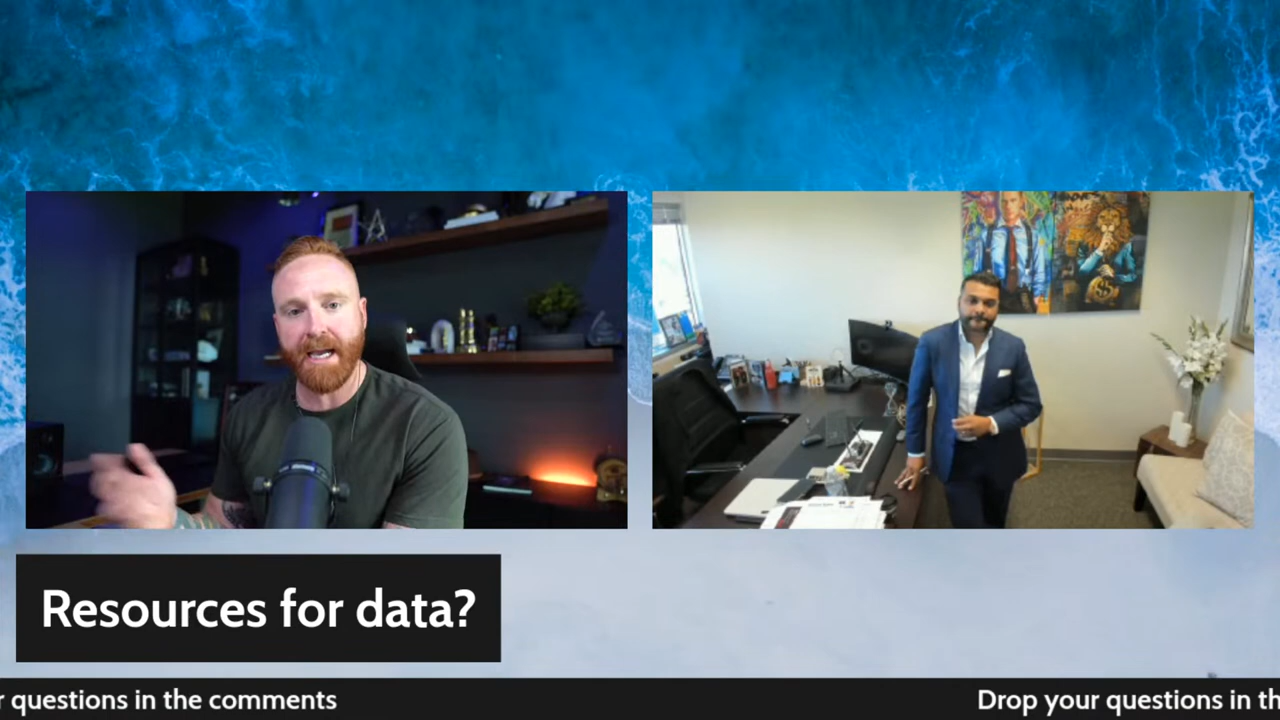 Resources for data?
r questions in the comments
Drop your questions in th